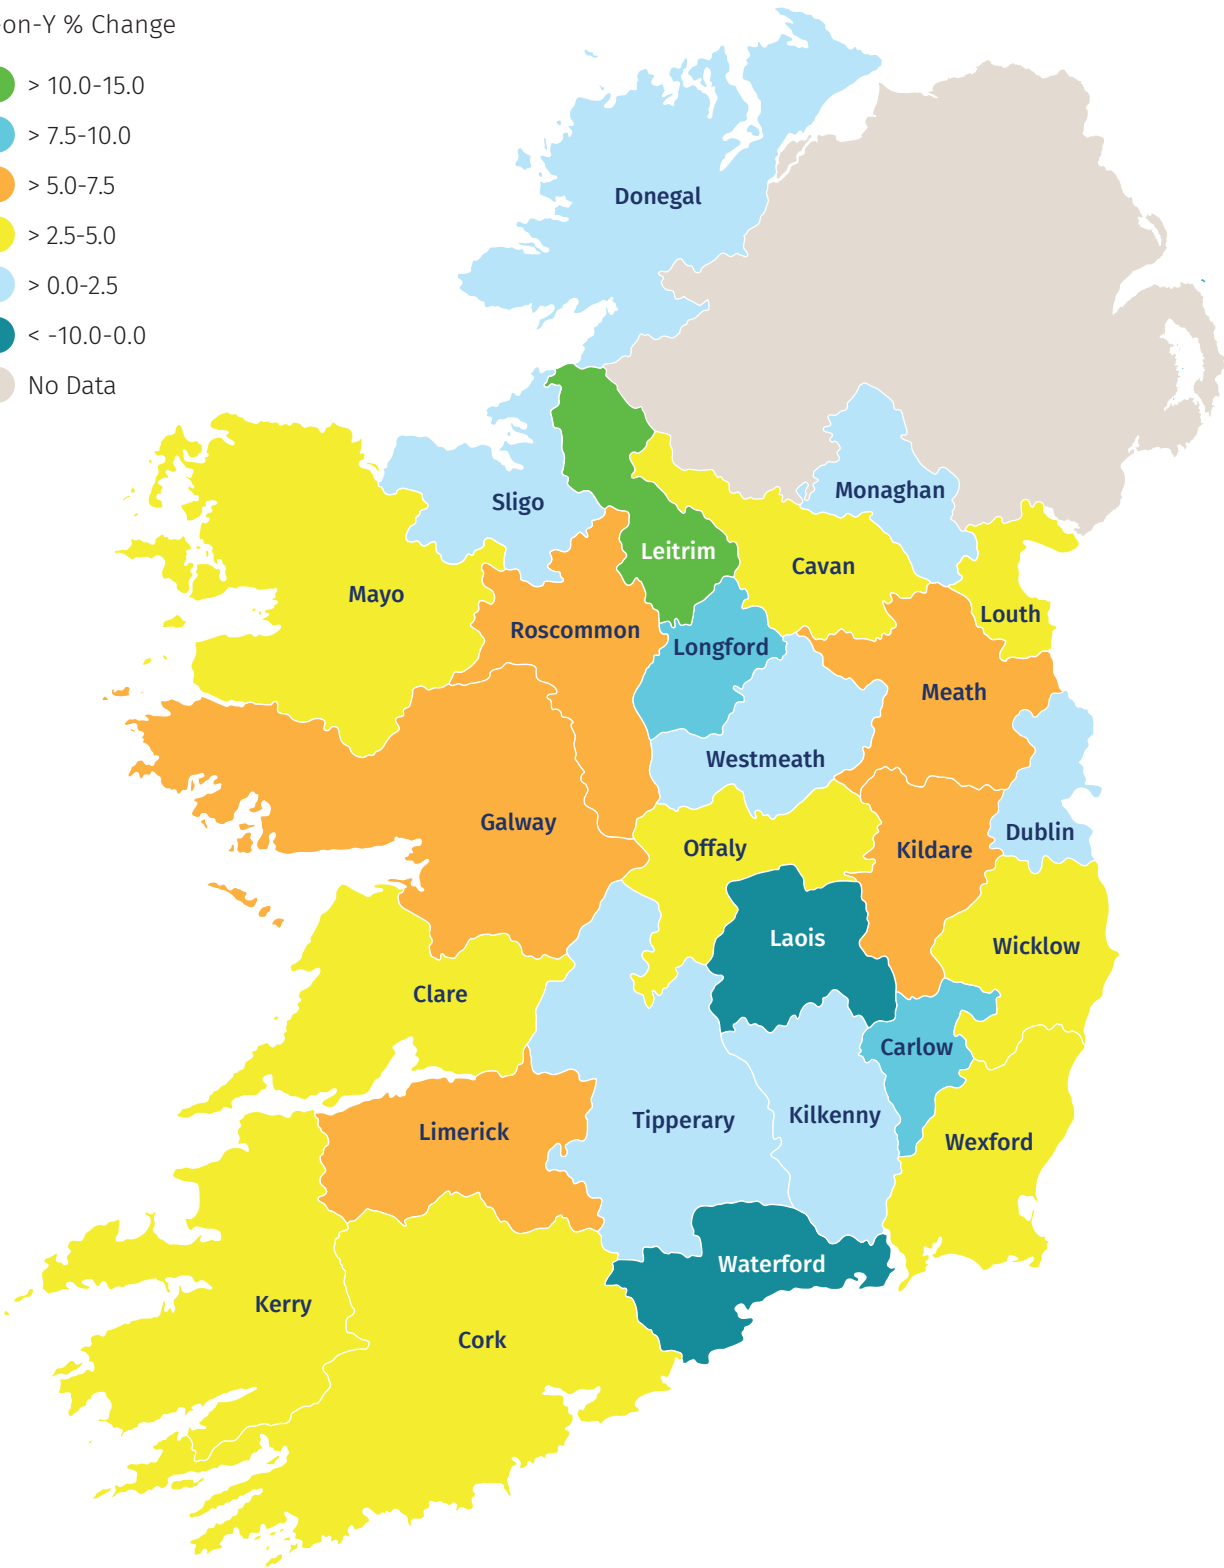 -on-Y % Change
> 10.0-15.0
> 7.5-10.0
> 5.0-7.5
> 2.5-5.0
> 0.0-2.5
< -10.0-0.0
No Data
Donegal
Monaghan
Sligo
Leitrim
Cavan
Mayo
Louth
Roscommon
Longford
Meath
Westmeath
Galway
Dublin
Offaly
Kildare
Laois
Wicklow
Clare
Carlow
Kilkenny
Tipperary
Limerick
Wexford
Waterford
Kerry
Cork